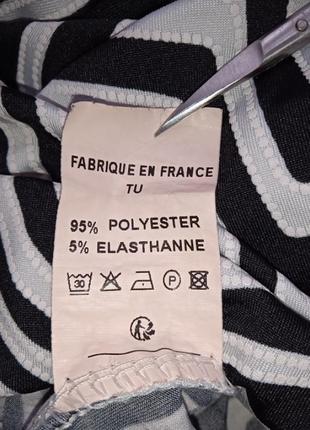 FABRIQUE EN FRANCE
TU
95% POLYESTER
5% ELASTHANNE
30 P